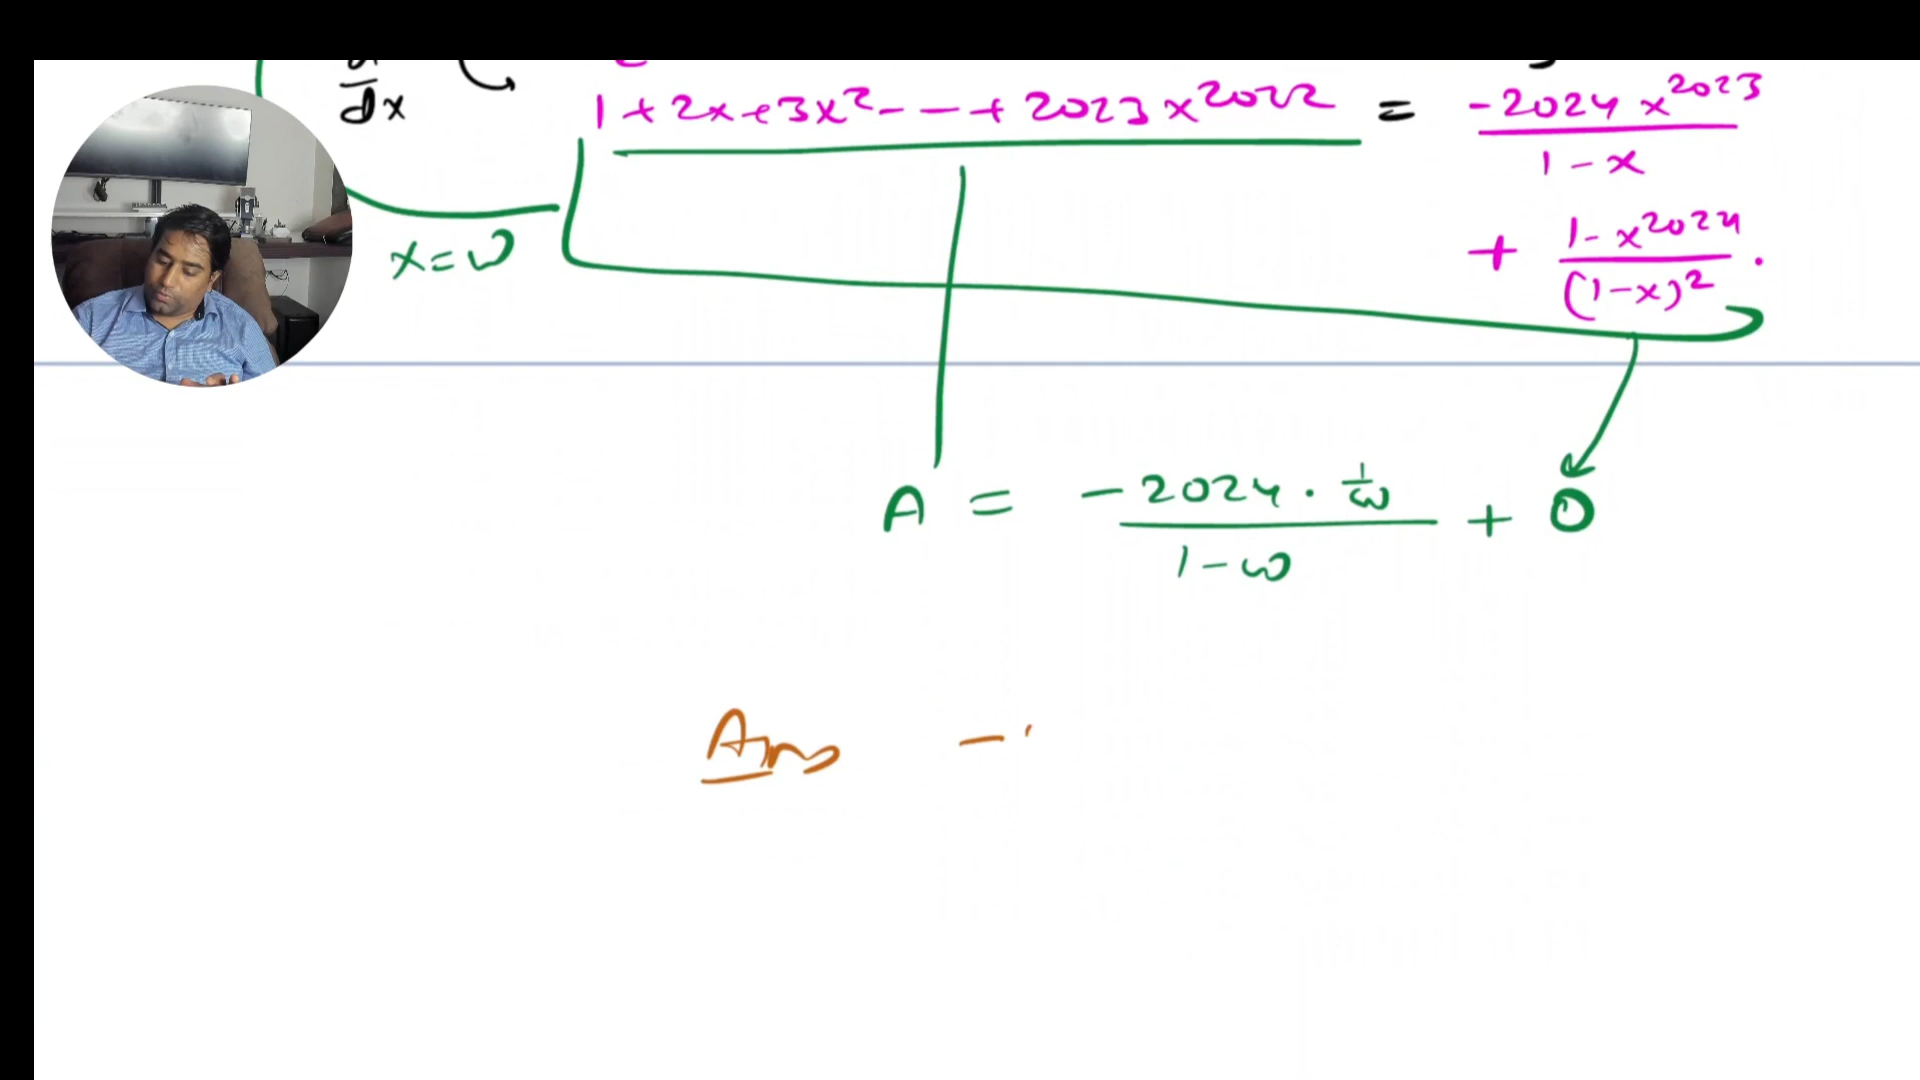 d/dx 1 + 2x + 3x² - - - + 2023 x²⁰²² = -2024 x²⁰²³ / 1 - x
x = ω + 1 - x²⁰²⁴ / (1-x)² .
A = - 2024 · 1/ω / 1 - ω + 0
Ans -